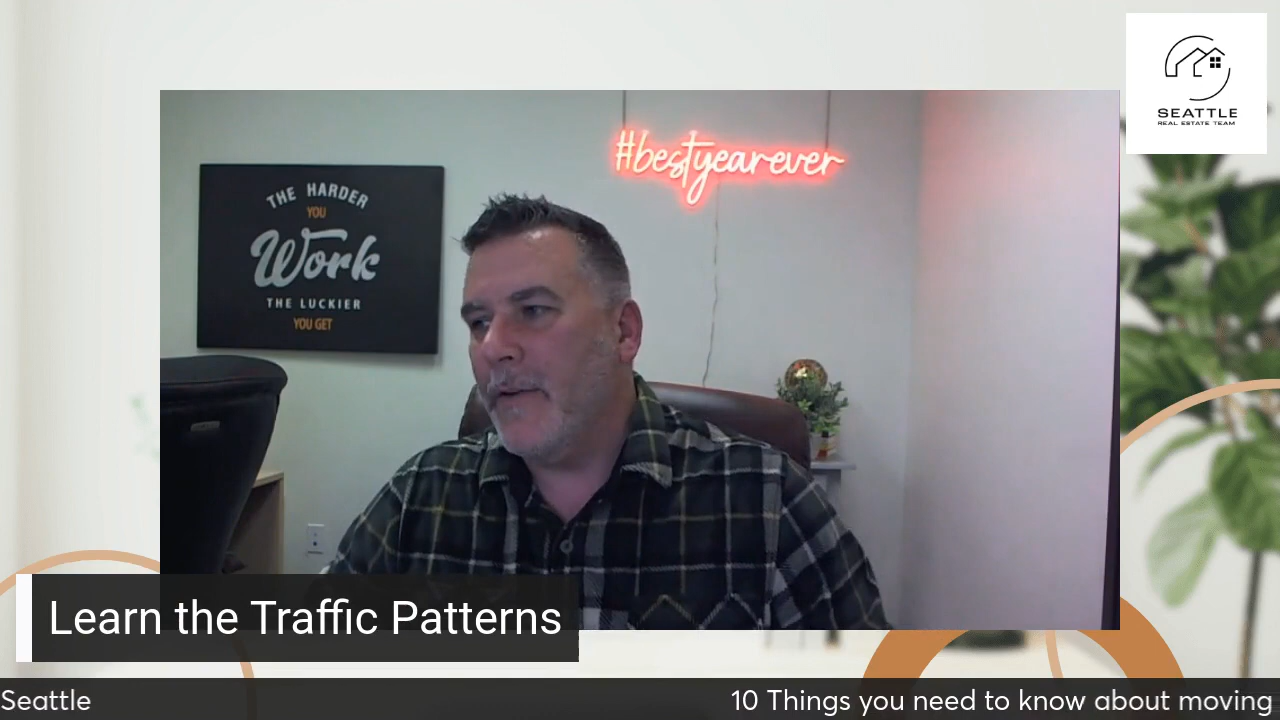 SEATTLE
REAL ESTATE TEAM
#bestyearever
THE HARDER
YOU
Work
THE LUCKIER
YOU GET
Learn the Traffic Patterns
Seattle
10 Things you need to know about moving